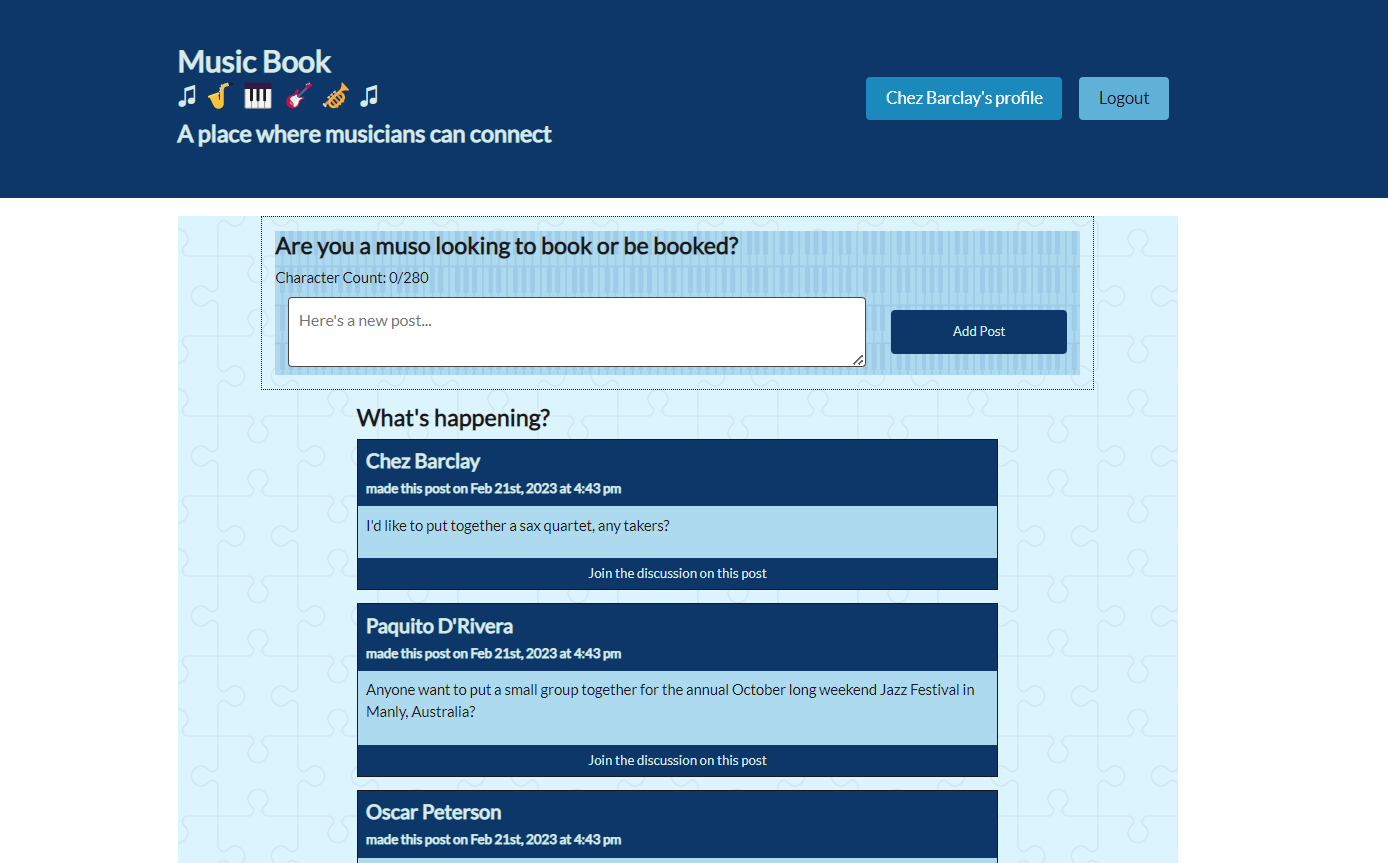 Music Book
A place where musicians can connect
Chez Barclay's profile
Logout
Are you a muso looking to book or be booked?
Character Count: 0/280
Here's a new post...
Add Post
What's happening?
Chez Barclay
made this post on Feb 21st, 2023 at 4:43 pm
I'd like to put together a sax quartet, any takers?
Join the discussion on this post
Paquito D'Rivera
made this post on Feb 21st, 2023 at 4:43 pm
Anyone want to put a small group together for the annual October long weekend Jazz Festival in
Manly, Australia?
Join the discussion on this post
Oscar Peterson
made this post on Feb 21st, 2023 at 4:43 pm